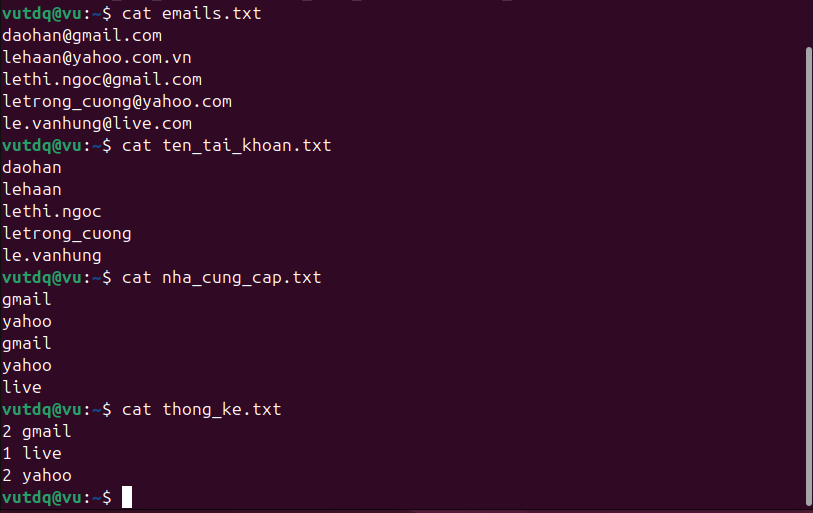 vutdq@vu:~$ cat emails.txt
daohan@gmail.com
lehaan@yahoo.com.vn
lethi.ngoc@gmail.com
letrong_cuong@yahoo.com
le.vanhung@live.com
vutdq@vu:~$ cat ten_tai_khoan.txt
daohan
lehaan
lethi.ngoc
letrong_cuong
le.vanhung
vutdq@vu:~$ cat nha_cung_cap.txt
gmail
yahoo
gmail
yahoo
live
vutdq@vu:~$ cat thong_ke.txt
2 gmail
1 live
2 yahoo
vutdq@vu:~$